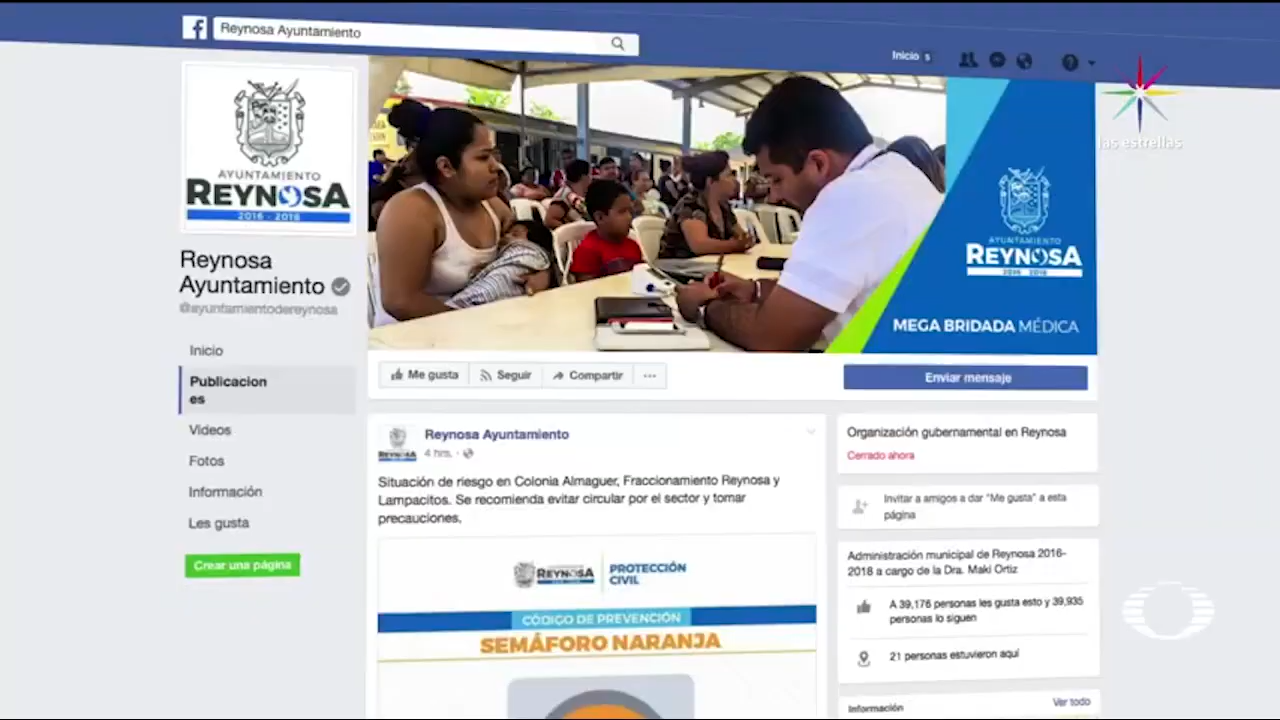 Reynosa Ayuntamiento
Inicio 5
las estrellas
AYUNTAMIENTO
REYNOSA
2016 - 2018
AYUNTAMIENTO
REYNOSA
2016 - 2018
MEGA BRIDADA MÉDICA
Reynosa
Ayuntamiento
@ayuntamientodereynosa
Inicio
Publicacion
es
Videos
Fotos
Información
Les gusta
Crear una página
Me gusta
Seguir
Compartir
...
Enviar mensaje
Reynosa Ayuntamiento
4 hrs. ·
Situación de riesgo en Colonia Almaguer, Fraccionamiento Reynosa y
Lampacitos. Se recomienda evitar circular por el sector y tomar
precauciones.
REYNOSA
PROTECCIÓN
CIVIL
CÓDIGO DE PREVENCIÓN
SEMÁFORO NARANJA
Organización gubernamental en Reynosa
Cerrado ahora
Invitar a amigos a dar "Me gusta" a esta
página
Administración municipal de Reynosa 2016-
2018 a cargo de la Dra. Maki Ortiz
A 39,176 personas les gusta esto y 39,935
personas lo siguen
21 personas estuvieron aquí
Información
Ver todo